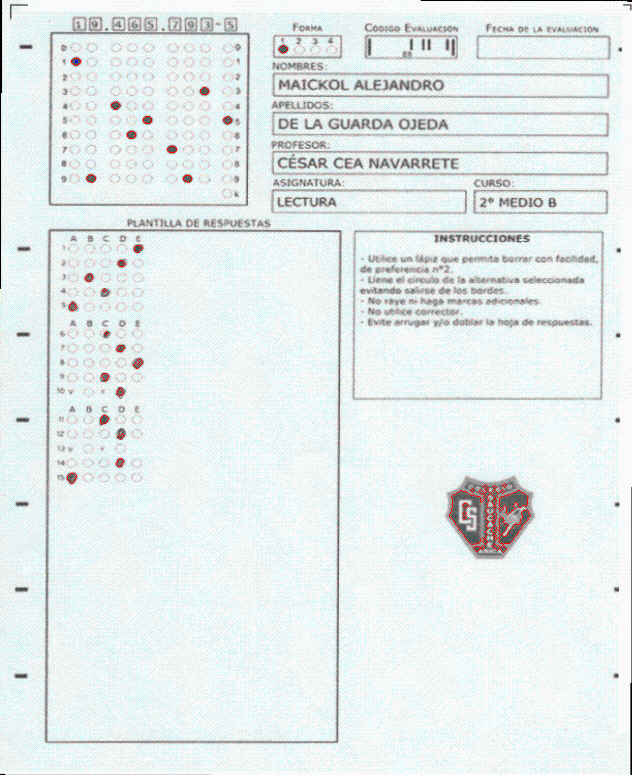 19.465.793-5
FORMA
1 2 3 4
CÓDIGO EVALUACIÓN
FECHA DE LA EVALUACIÓN
NOMBRES:
MAICKOL ALEJANDRO
APELLIDOS:
DE LA GUARDA OJEDA
PROFESOR:
CÉSAR CEA NAVARRETE
ASIGNATURA:
LECTURA
CURSO:
2° MEDIO B
0 0
1 1
2 2
3 3
4 4
5 5
6 6
7 7
8 8
9 9
K
PLANTILLA DE RESPUESTAS
A B C D E
1
2
3
4
5
A B C D E
6
7
8
9
10 V F
A B C D E
11
12
13 V F
14
15
INSTRUCCIONES
- Utilice un lápiz que permita borrar con facilidad,
de preferencia nº2.
- Llene el círculo de la alternativa seleccionada
evitando salirse de los bordes.
- No raye ni haga marcas adicionales.
- No utilice corrector.
- Evite arrugar y/o doblar la hoja de respuestas.
CS